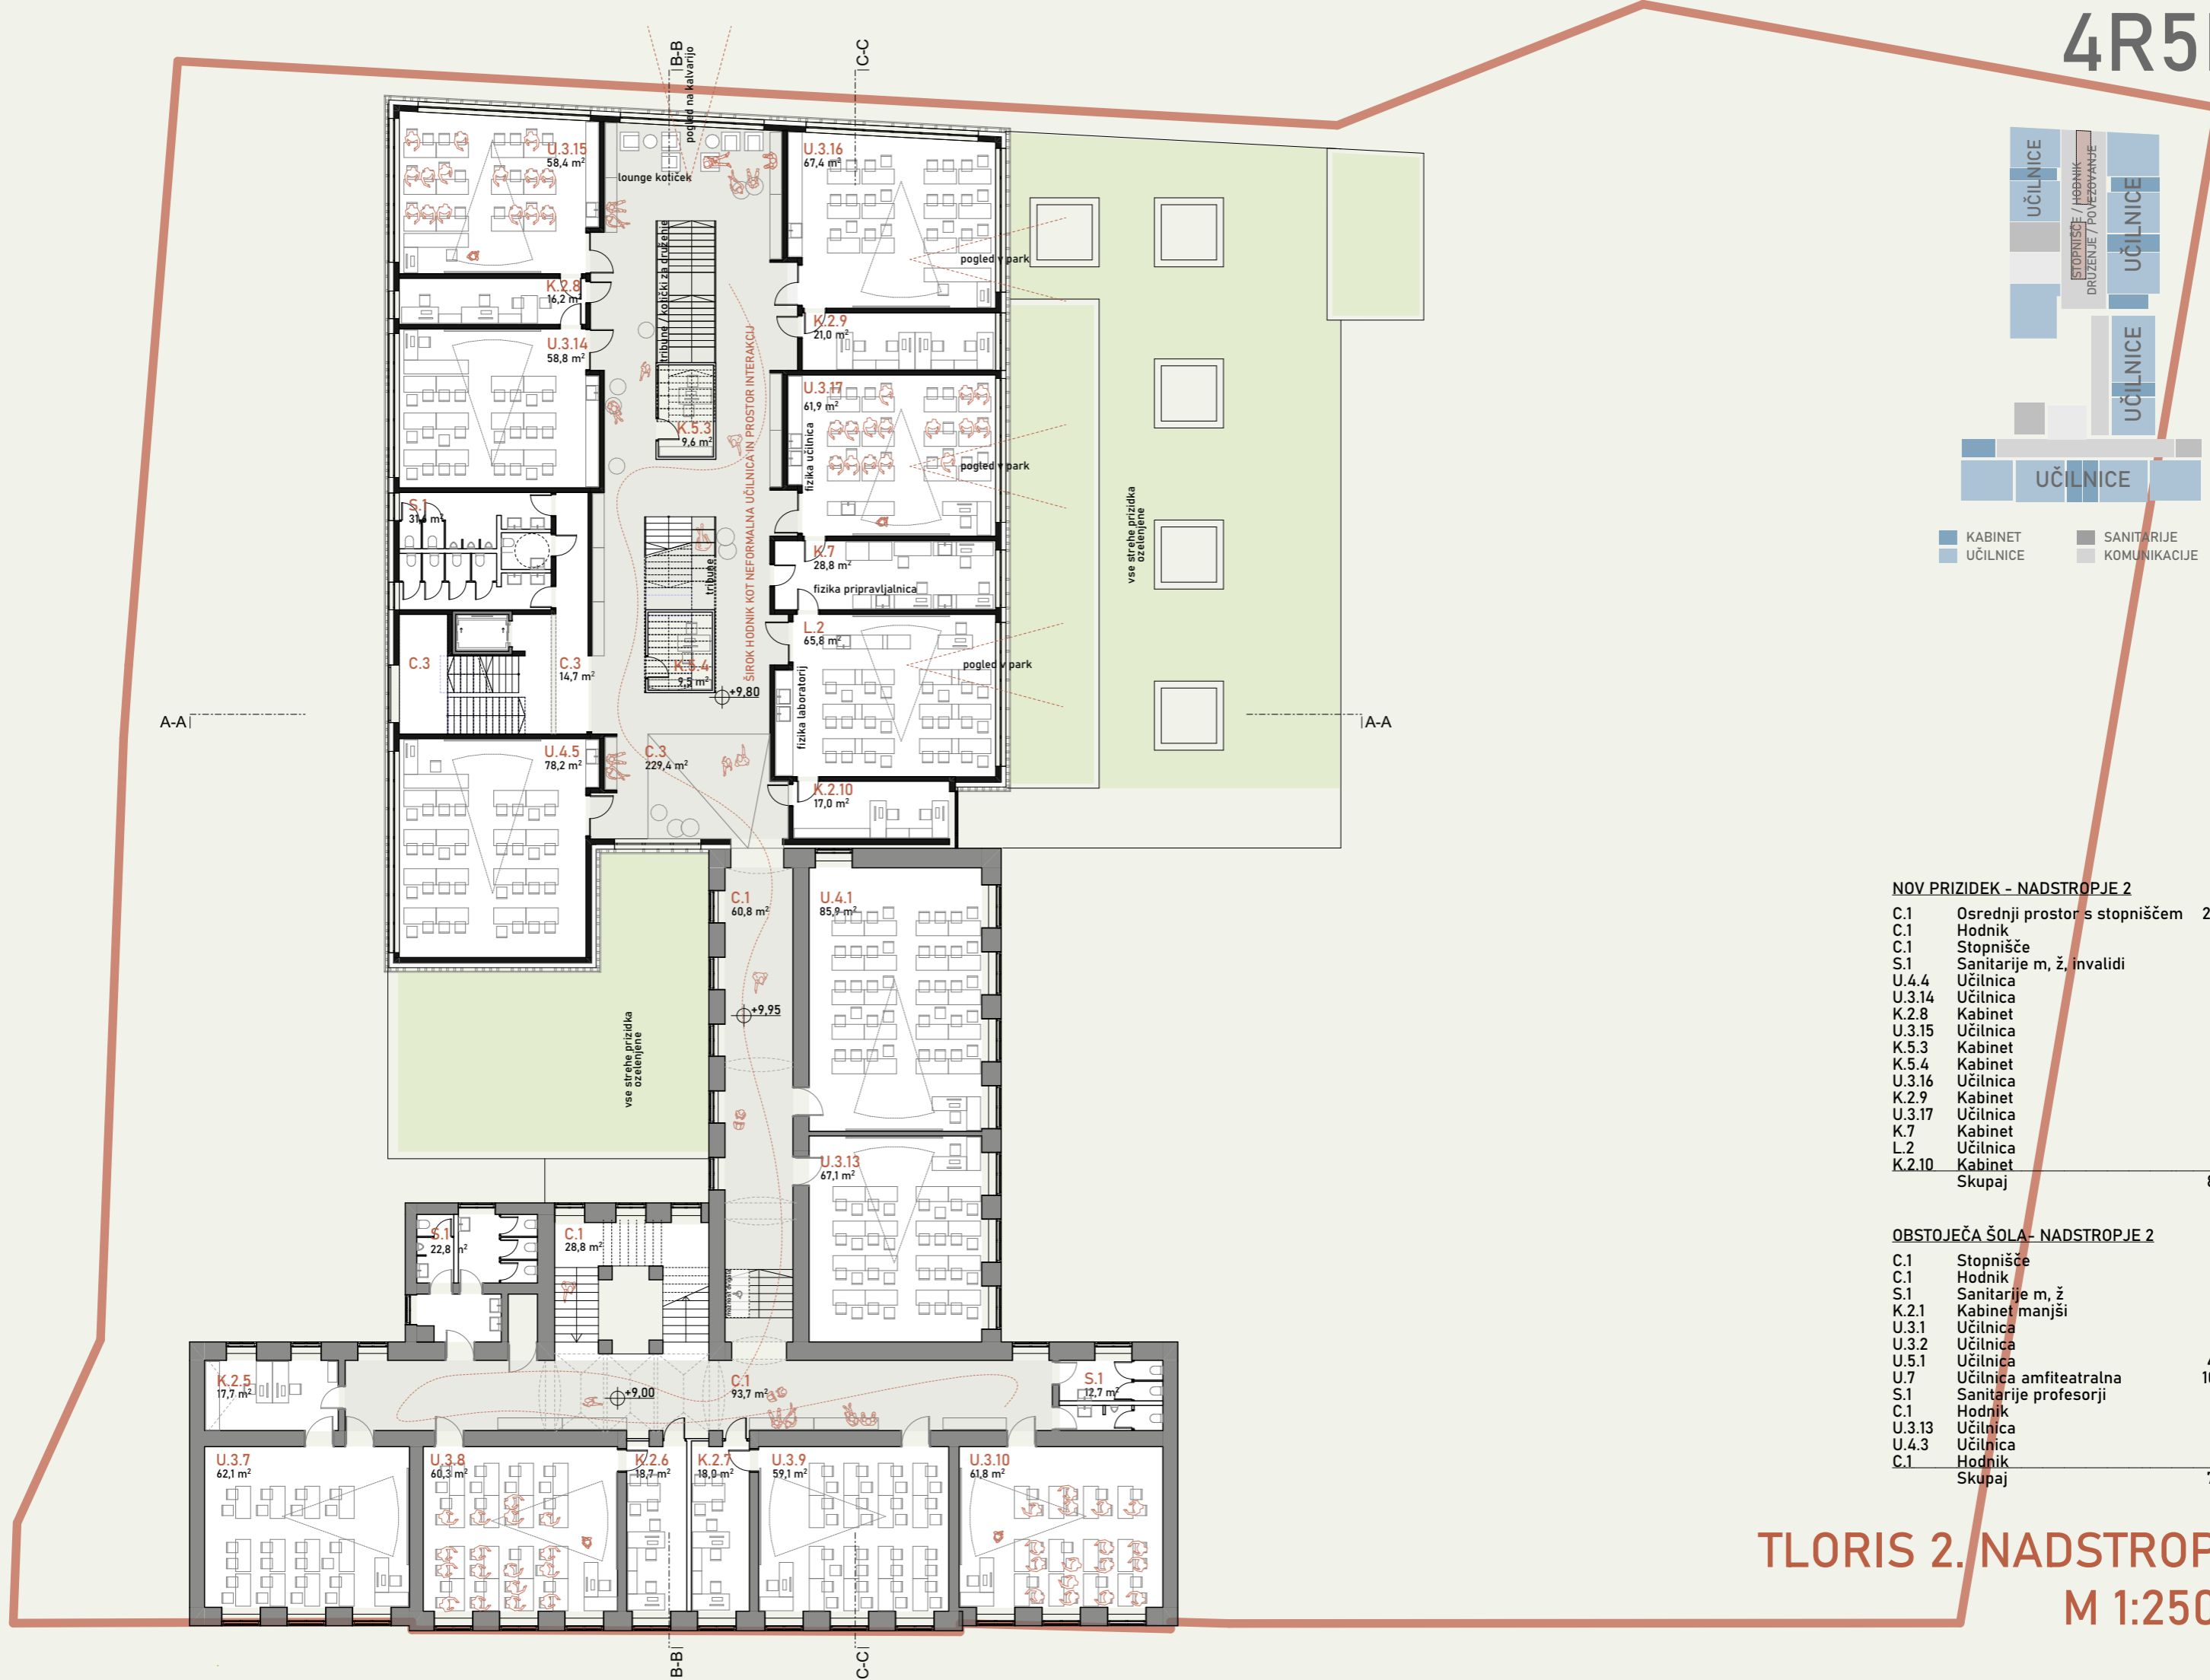 4R5
B-B
pogled na kalvarijo
C-C
U.3.15
58,4 m²
lounge kotiček
U.3.16
67,4 m²
pogled v park
K.2.8
16,2 m²
tribune / kotički za druženje
U.3.14
58,8 m²
K.2.9
21,0 m²
ŠIROK HODNIK KOT NEFORMALNA UČILNICA IN PROSTOR INTERAKCIJ
U.3.17
61,9 m²
fizika učilnica
pogled v park
K.5.3
9,6 m²
S.1
vse strehe prizidka
ozelenjene
tribune
K.7
28,8 m²
fizika pripravljalnica
L.2
65,8 m²
fizika laboratorij
pogled v park
C.3
C.3
14,7 m²
K.5.4
9,5 m²
+9,80
A-A
A-A
U.4.5
78,2 m²
C.3
229,4 m²
K.2.10
17,0 m²
C.1
60,8 m²
U.4.1
85,9 m²
+9,95
vse strehe prizidka
ozelenjene
U.3.13
67,1 m²
S.1
22,8 m²
C.1
28,8 m²
K.2.5
17,7 m²
+9,00
C.1
93,7 m²
S.1
12,7 m²
U.3.7
62,1 m²
U.3.8
60,3 m²
K.2.6
18,7 m²
K.2.7
18,0 m²
U.3.9
59,1 m²
U.3.10
61,8 m²
B-B
C-C
UČILNICE
STOPNIŠČE / HODNIK
DRUŽENJE / POVEZOVANJE
UČILNICE
UČILNICE
UČILNICE
KABINET
UČILNICE
SANITARIJE
KOMUNIKACIJE
NOV PRIZIDEK - NADSTROPJE 2
C.1 Osrednji prostor s stopniščem 2
C.1 Hodnik
C.1 Stopnišče
S.1 Sanitarije m, ž, invalidi
U.4.4 Učilnica
U.3.14 Učilnica
K.2.8 Kabinet
U.3.15 Učilnica
K.5.3 Kabinet
K.5.4 Kabinet
U.3.16 Učilnica
K.2.9 Kabinet
U.3.17 Učilnica
K.7 Kabinet
L.2 Učilnica
K.2.10 Kabinet
Skupaj
OBSTOJEČA ŠOLA- NADSTROPJE 2
C.1 Stopnišče
C.1 Hodnik
S.1 Sanitarije m, ž
K.2.1 Kabinet manjši
U.3.1 Učilnica
U.3.2 Učilnica
U.5.1 Učilnica
U.7 Učilnica amfiteatralna
S.1 Sanitarije profesorji
C.1 Hodnik
U.3.13 Učilnica
U.4.3 Učilnica
C.1 Hodnik
Skupaj
TLORIS 2. NADSTROP
M 1:250